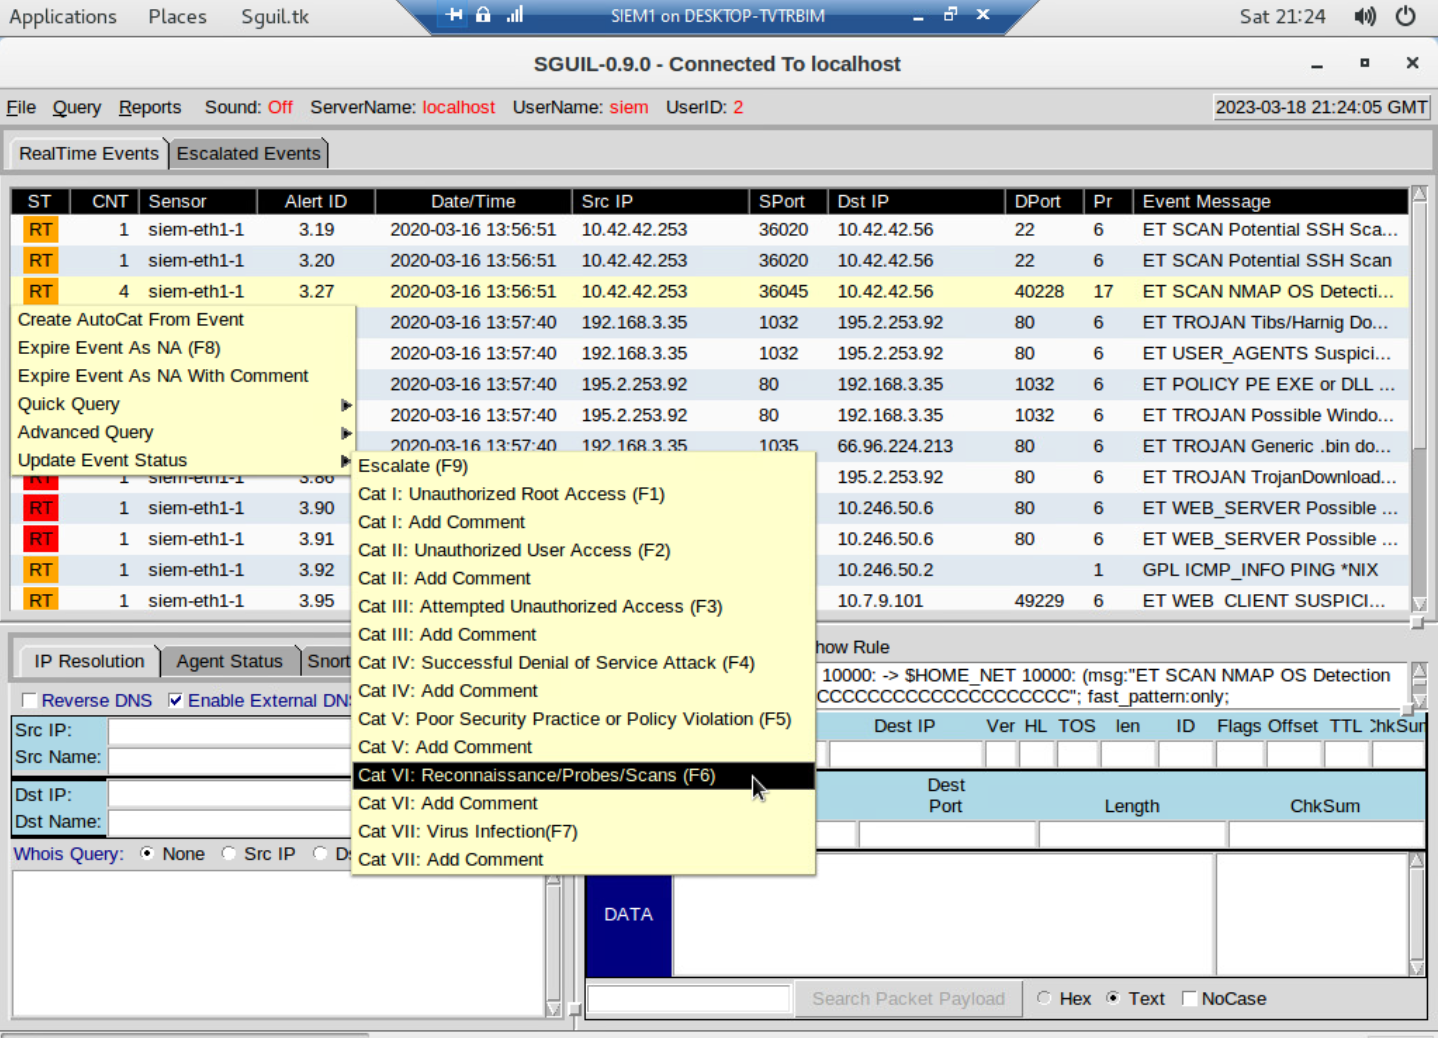 Applications Places Sguil.tk SIEM1 on DESKTOP-TVTRBIM Sat 21:24
SGUIL-0.9.0 - Connected To localhost
File Query Reports Sound: Off ServerName: localhost UserName: siem UserID: 2 2023-03-18 21:24:05 GMT
RealTime Events Escalated Events
ST CNT Sensor Alert ID Date/Time Src IP SPort Dst IP DPort Pr Event Message
RT 1 siem-eth1-1 3.19 2020-03-16 13:56:51 10.42.42.253 36020 10.42.42.56 22 6 ET SCAN Potential SSH Sca...
RT 1 siem-eth1-1 3.20 2020-03-16 13:56:51 10.42.42.253 36020 10.42.42.56 22 6 ET SCAN Potential SSH Scan
RT 4 siem-eth1-1 3.27 2020-03-16 13:56:51 10.42.42.253 36045 10.42.42.56 40228 17 ET SCAN NMAP OS Detecti...
Create AutoCat From Event
2020-03-16 13:57:40 192.168.3.35 1032 195.2.253.92 80 6 ET TROJAN Tibs/Harnig Do...
Expire Event As NA (F8)
2020-03-16 13:57:40 192.168.3.35 1032 195.2.253.92 80 6 ET USER_AGENTS Suspici...
Expire Event As NA With Comment
2020-03-16 13:57:40 195.2.253.92 80 192.168.3.35 1032 6 ET POLICY PE EXE or DLL ...
Quick Query
2020-03-16 13:57:40 195.2.253.92 80 192.168.3.35 1032 6 ET TROJAN Possible Windo...
Advanced Query
2020-03-16 13:57:40 192.168.3.35 1035 66.96.224.213 80 6 ET TROJAN Generic .bin do...
Update Event Status
RT 1 siem-eth1-1 3.86 195.2.253.92 80 6 ET TROJAN TrojanDownload...
RT 1 siem-eth1-1 3.90 10.246.50.6 80 6 ET WEB_SERVER Possible ...
RT 1 siem-eth1-1 3.91 10.246.50.6 80 6 ET WEB_SERVER Possible ...
RT 1 siem-eth1-1 3.92 10.246.50.2 1 GPL ICMP_INFO PING *NIX
RT 1 siem-eth1-1 3.95 10.7.9.101 49229 6 ET WEB_CLIENT SUSPICI...
Escalate (F9)
Cat I: Unauthorized Root Access (F1)
Cat I: Add Comment
Cat II: Unauthorized User Access (F2)
Cat II: Add Comment
Cat III: Attempted Unauthorized Access (F3)
Cat III: Add Comment
Cat IV: Successful Denial of Service Attack (F4)
Cat IV: Add Comment
Cat V: Poor Security Practice or Policy Violation (F5)
Cat V: Add Comment
Cat VI: Reconnaissance/Probes/Scans (F6)
Cat VI: Add Comment
Cat VII: Virus Infection(F7)
Cat VII: Add Comment
IP Resolution Agent Status Snort
Reverse DNS Enable External DNS
Src IP:
Src Name:
Dst IP:
Dst Name:
Whois Query: None Src IP D
how Rule
10000: -> $HOME_NET 10000: (msg:"ET SCAN NMAP OS Detection
CCCCCCCCCCCCCCCCCCCC"; fast_pattern:only;
Dest IP Ver HL TOS len ID Flags Offset TTL ChkSum
Dest
Port Length ChkSum
DATA
Search Packet Payload Hex Text NoCase